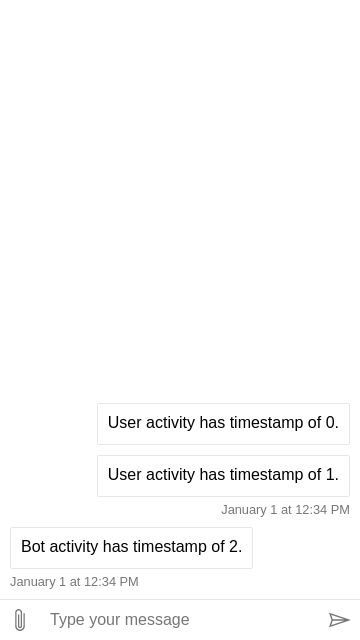 User activity has timestamp of 0.
User activity has timestamp of 1.
January 1 at 12:34 PM
Bot activity has timestamp of 2.
January 1 at 12:34 PM
Type your message